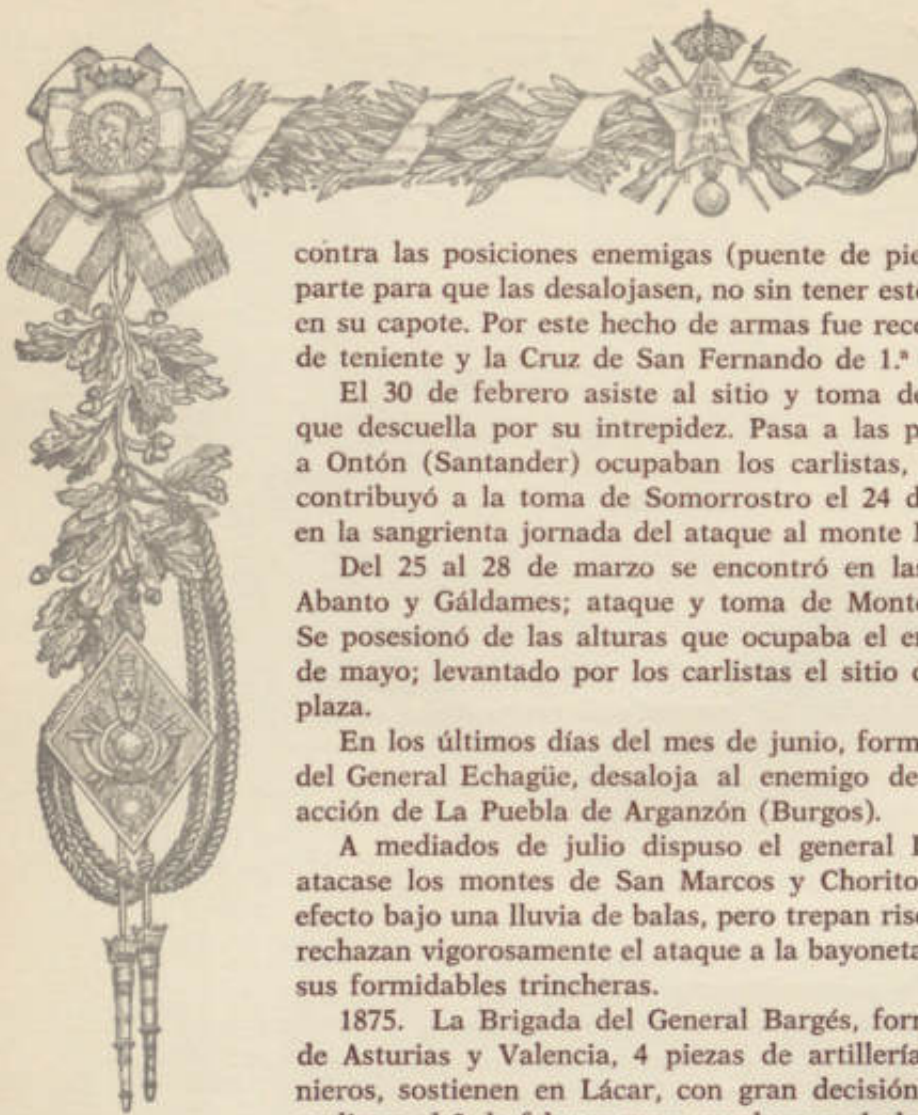 contra las posiciones enemigas (puente de pie
parte para que las desalojasen, no sin tener est
en su capote. Por este hecho de armas fue rec
de teniente y la Cruz de San Fernando de 1.ª
El 30 de febrero asiste al sitio y toma de
que descuella por su intrepidez. Pasa a las p
a Ontón (Santander) ocupaban los carlistas,
contribuyó a la toma de Somorrostro el 24 d
en la sangrienta jornada del ataque al monte
Del 25 al 28 de marzo se encontró en las
Abanto y Gáldames; ataque y toma de Mont
Se posesionó de las alturas que ocupaba el e
de mayo; levantado por los carlistas el sitio
plaza.
En los últimos días del mes de junio, form
del General Echagüe, desaloja al enemigo de
acción de La Puebla de Arganzón (Burgos).
A mediados de julio dispuso el general
atacase los montes de San Marcos y Chorito
efecto bajo una lluvia de balas, pero trepan ris
rechazan vigorosamente el ataque a la bayoneta
sus formidables trincheras.
1875. La Brigada del General Bargés, for
de Asturias y Valencia, 4 piezas de artillería
nieros, sostienen en Lácar, con gran decisión